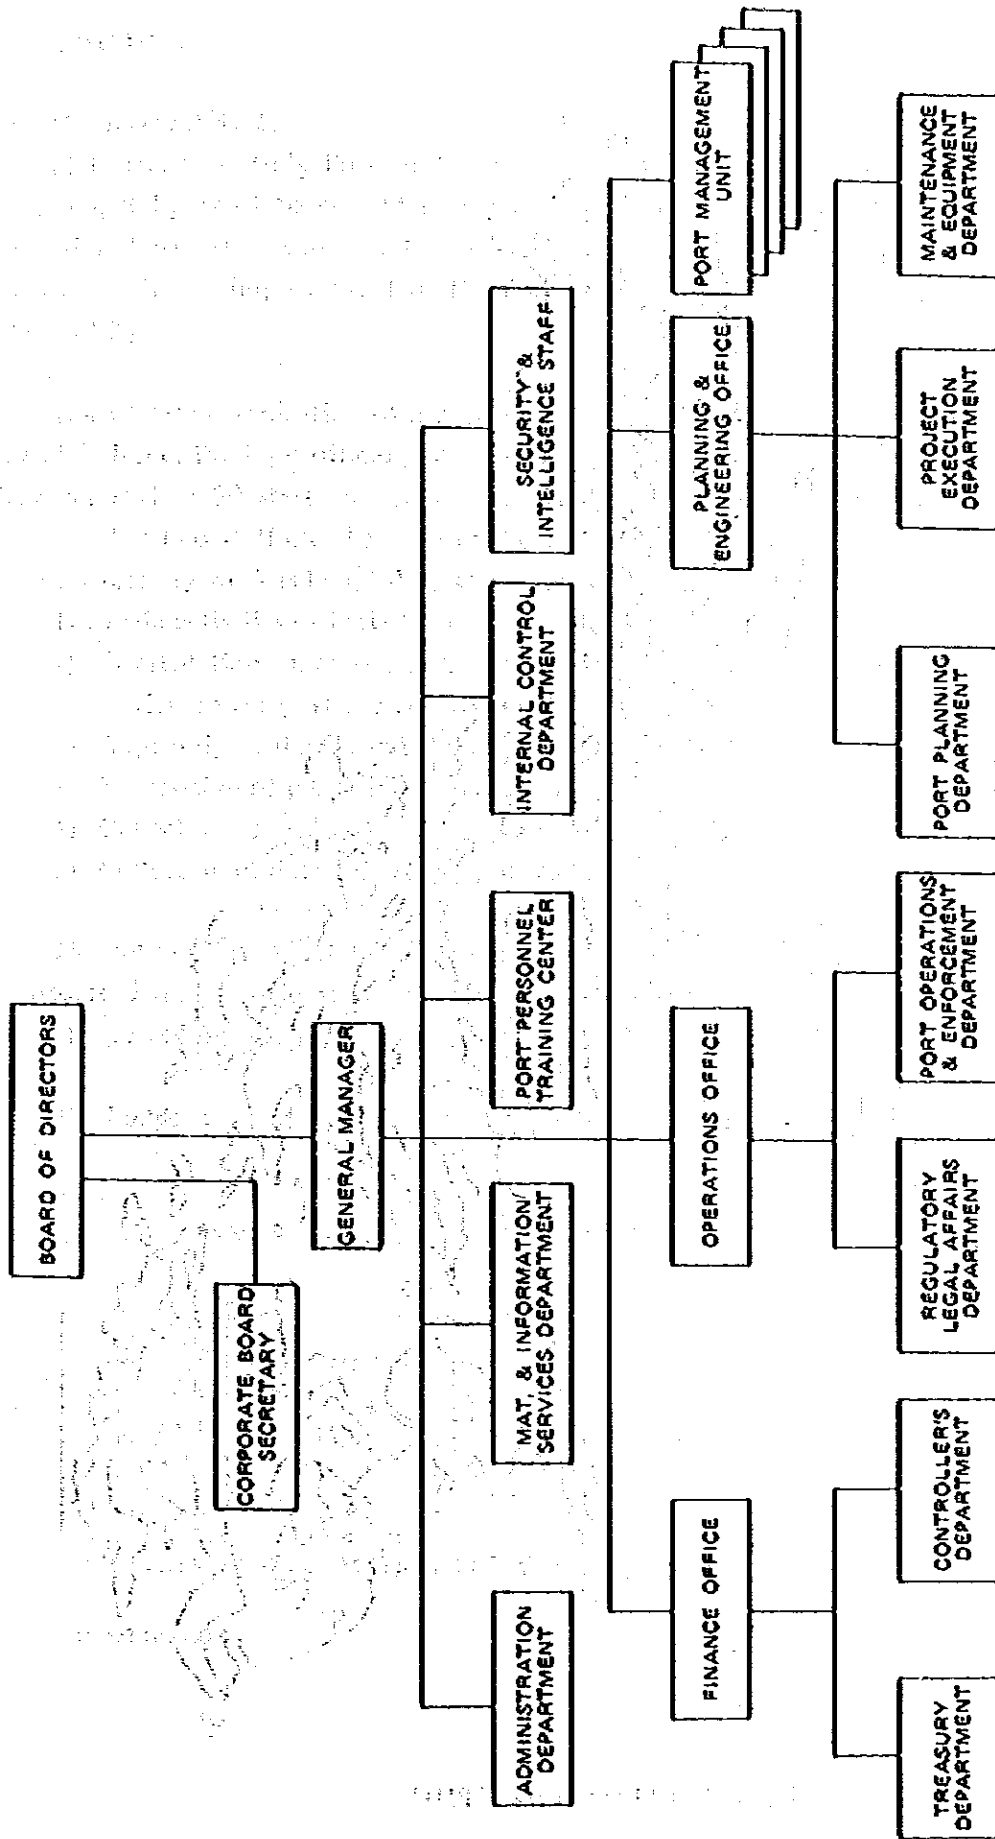 BOARD OF DIRECTORS
CORPORATE BOARD
SECRETARY
GENERAL MANAGER
ADMINISTRATION
DEPARTMENT
MAT, & INFORMATION
SERVICES DEPARTMENT
PORT PERSONNEL
TRAINING CENTER
INTERNAL CONTROL
DEPARTMENT
SECURITY &
INTELLIGENCE STAFF
FINANCE OFFICE
OPERATIONS OFFICE
PLANNING &
ENGINEERING OFFICE
PORT MANAGEMENT
UNIT
TREASURY
DEPARTMENT
CONTROLLER'S
DEPARTMENT
REGULATORY
LEGAL AFFAIRS
DEPARTMENT
PORT OPERATIONS
& ENFORCEMENT
DEPARTMENT
PORT PLANNING
DEPARTMENT
PROJECT
EXECUTION
DEPARTMENT
MAINTENANCE
& EQUIPMENT
DEPARTMENT